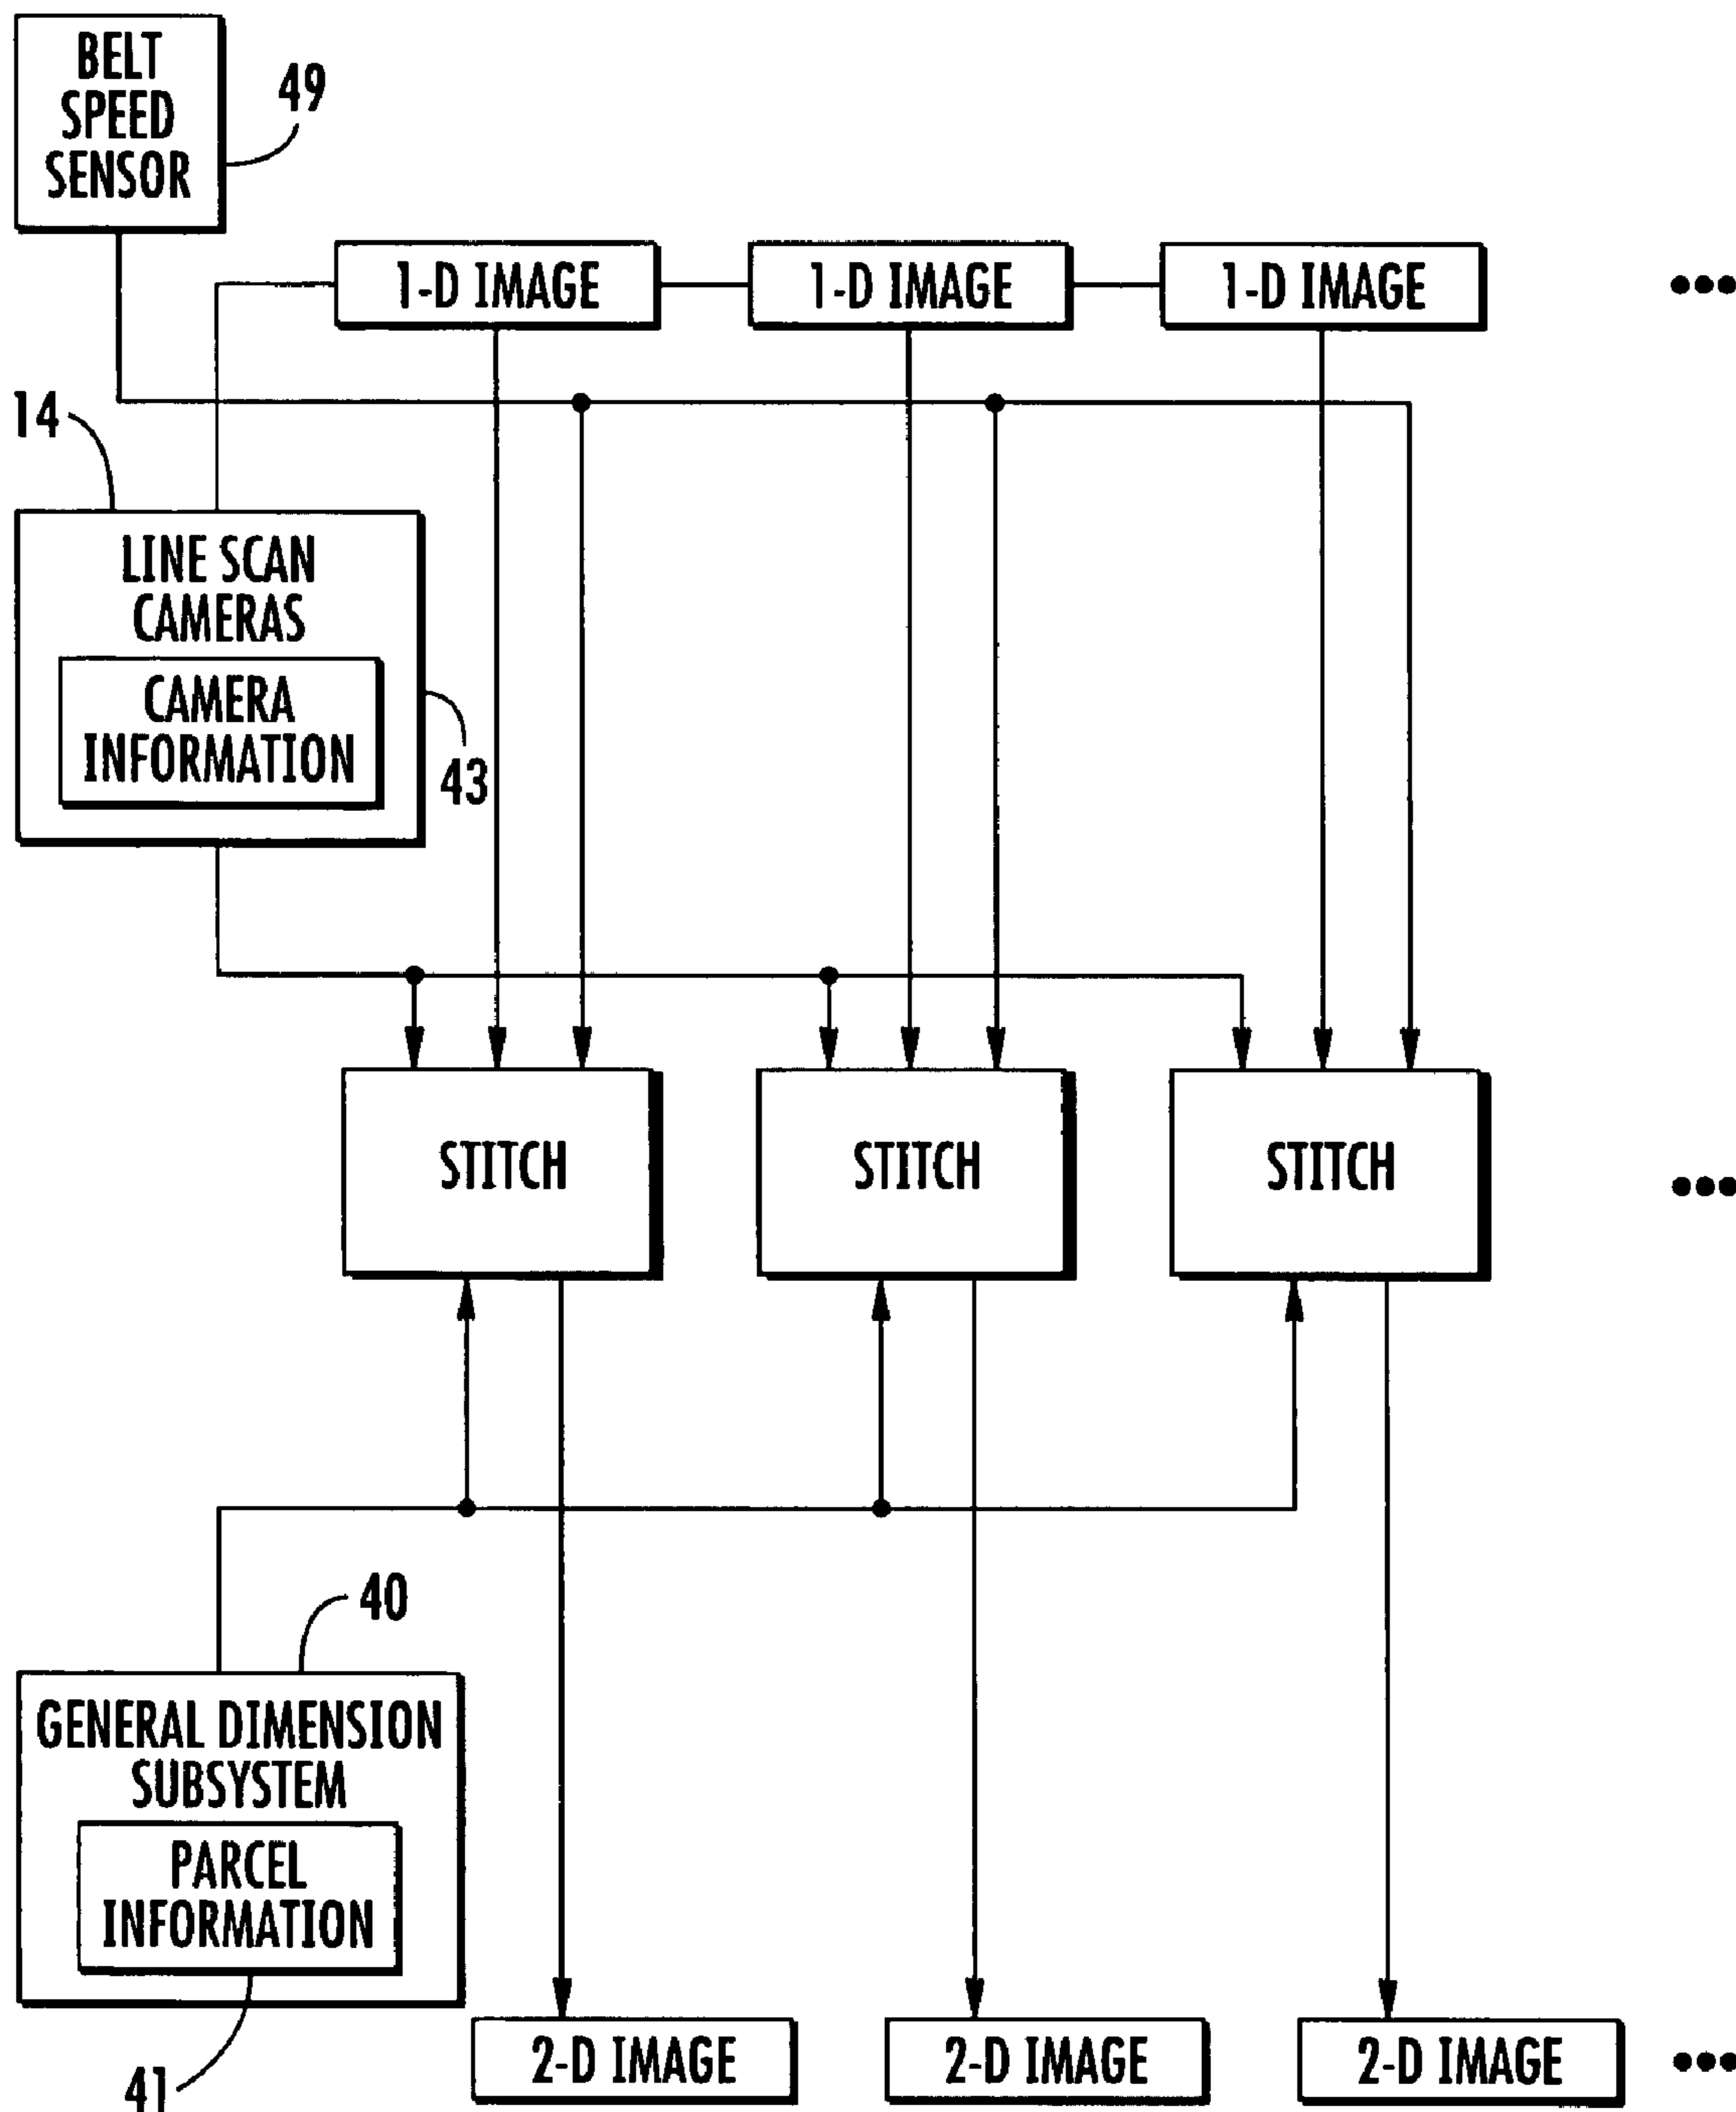 BELT
SPEED
SENSOR
49
1-D IMAGE
1-D IMAGE
1-D IMAGE
14
LINE SCAN
CAMERAS
CAMERA
INFORMATION
43
STITCH
STITCH
STITCH
40
GENERAL DIMENSION
SUBSYSTEM
PARCEL
INFORMATION
41
2-D IMAGE
2-D IMAGE
2-D IMAGE